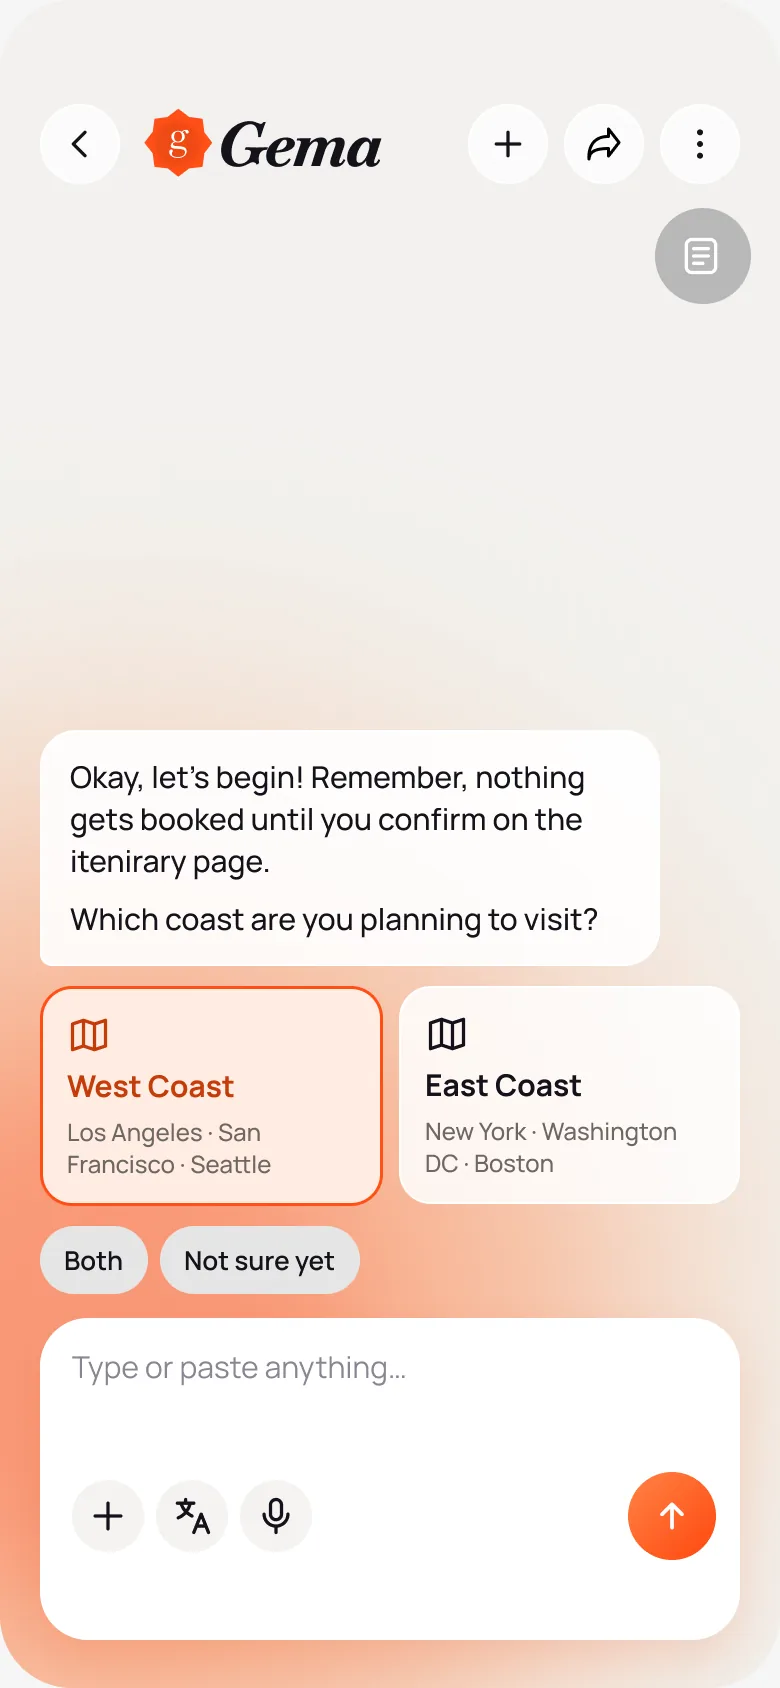 g Gema
Okay, let’s begin! Remember, nothing
gets booked until you confirm on the
itenirary page.
Which coast are you planning to visit?
West Coast
Los Angeles · San
Francisco · Seattle
East Coast
New York · Washington
DC · Boston
Both
Not sure yet
Type or paste anything...
文A